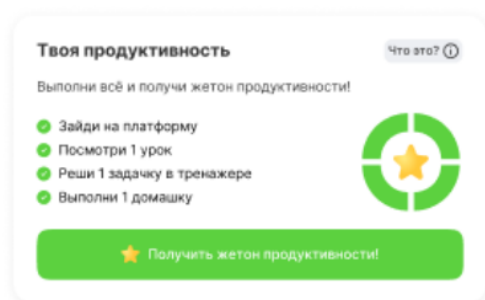 Твоя продуктивность
Что это?
Выполни всё и получи жетон продуктивности!
Зайди на платформу
Посмотри 1 урок
Реши 1 задачку в тренажере
Выполни 1 домашку
Получить жетон продуктивности!